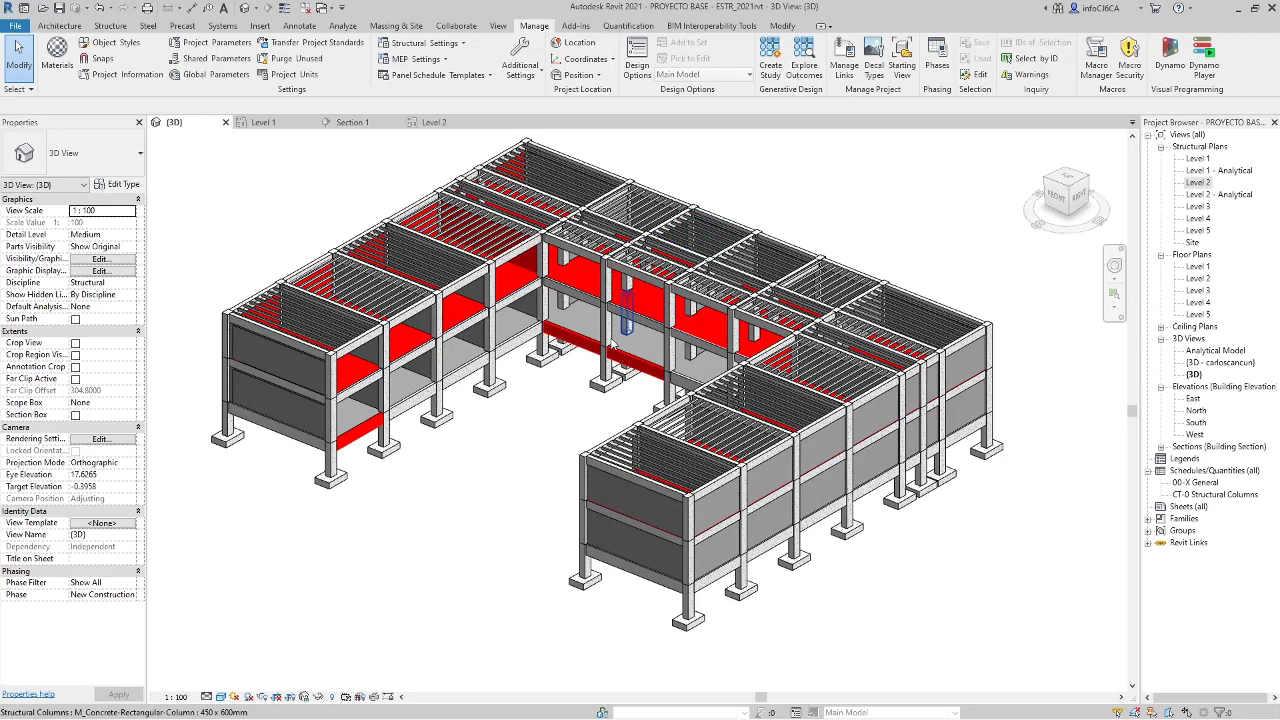 Autodesk Revit 2021 - PROYECTO BASE - ESTR_2021rvt - 3D View: {3D}
infoCJ6CA
File Architecture Structure Steel Precast Systems Insert Annotate Analyze Massing & Site Collaborate View Manage Add-Ins Quantification BIM Interoperability Tools Modify
Modify
Select
Materials
Object Styles
Snaps
Project Information
Project Parameters
Shared Parameters
Global Parameters
Transfer Project Standards
Purge Unused
Project Units
Structural Settings
MEP Settings
Panel Schedule Templates
Additional Settings
Settings
Location
Coordinates
Position
Project Location
Design Options
Add to Set
Pick to Edit
Main Model
Design Options
Create Study
Explore Outcomes
Generative Design
Manage Links
Decal Types
Starting View
Manage Project
Phases
Phasing
Save
Load
Edit
Selection
IDs of Selection
Select by ID
Warnings
Inquiry
Macro Manager
Macro Security
Macros
Dynamo
Dynamo Player
Visual Programming
Properties
3D View
3D View: {3D}
Edit Type
Graphics
View Scale 1 : 100
Scale Value 1: 100
Detail Level Medium
Parts Visibility Show Original
Visibility/Graphi... Edit...
Graphic Display... Edit...
Discipline Structural
Show Hidden Li... By Discipline
Default Analysis... None
Sun Path
Extents
Crop View
Crop Region Vis...
Annotation Crop
Far Clip Active
Far Clip Offset 304.8000
Scope Box None
Section Box
Camera
Rendering Setti... Edit...
Locked Orientat...
Projection Mode Orthographic
Eye Elevation 17.6265
Target Elevation -0.3958
Camera Position Adjusting
Identity Data
View Template <None>
View Name {3D}
Dependency Independent
Title on Sheet
Phasing
Phase Filter Show All
Phase New Construction
Properties help
Apply
{3D}
Level 1
Section 1
Level 2
FRONT
RIGHT
Project Browser - PROYECTO BAS...
Views (all)
Structural Plans
Level 1
Level 1 - Analytical
Level 2
Level 2 - Analytical
Level 3
Level 4
Level 5
Site
Floor Plans
Level 1
Level 2
Level 3
Level 4
Level 5
Ceiling Plans
3D Views
Analytical Model
{3D - carloscancun}
{3D}
Elevations (Building Elevation)
East
North
South
West
Sections (Building Section)
Legends
Schedules/Quantities (all)
00-X General
CT-0 Structural Columns
Sheets (all)
Families
Groups
Revit Links
1 : 100
Structural Columns : M_Concrete-Rectangular-Column : 450 x 600mm
:0
Main Model
:0